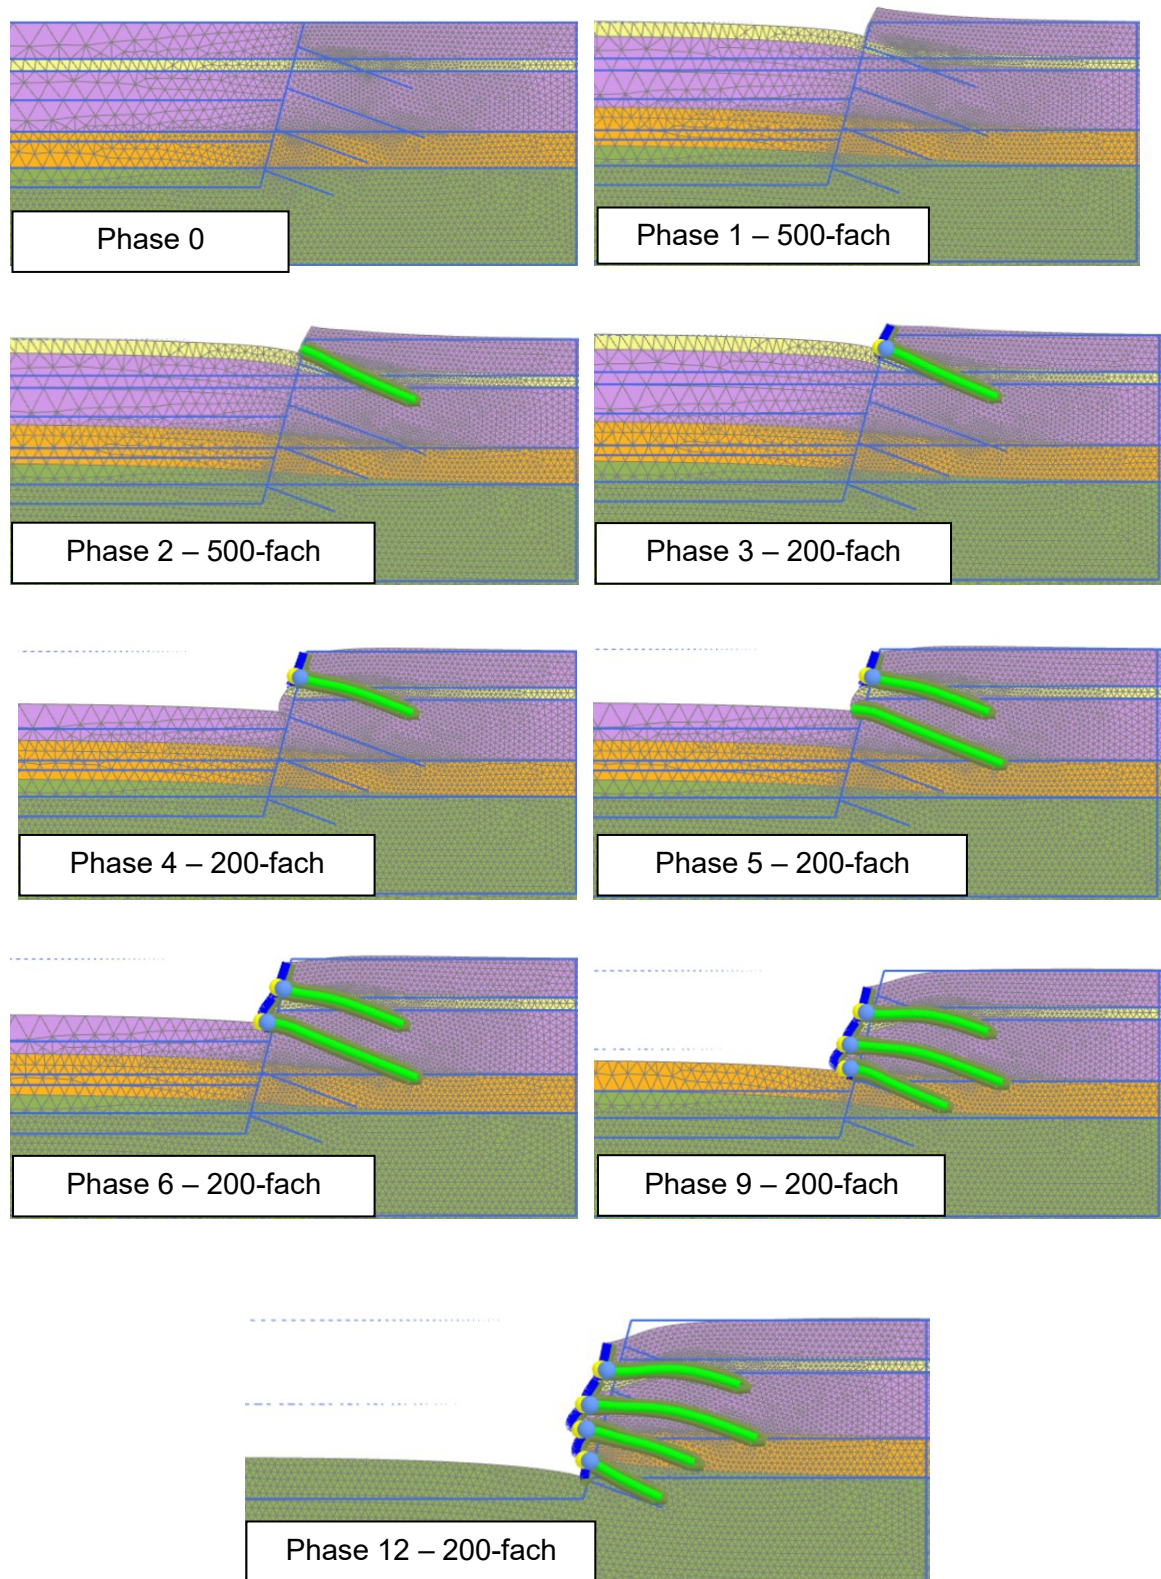 Phase 0
Phase 1 – 500-fach
Phase 2 – 500-fach
Phase 3 – 200-fach
Phase 4 – 200-fach
Phase 5 – 200-fach
Phase 6 – 200-fach
Phase 9 – 200-fach
Phase 12 – 200-fach